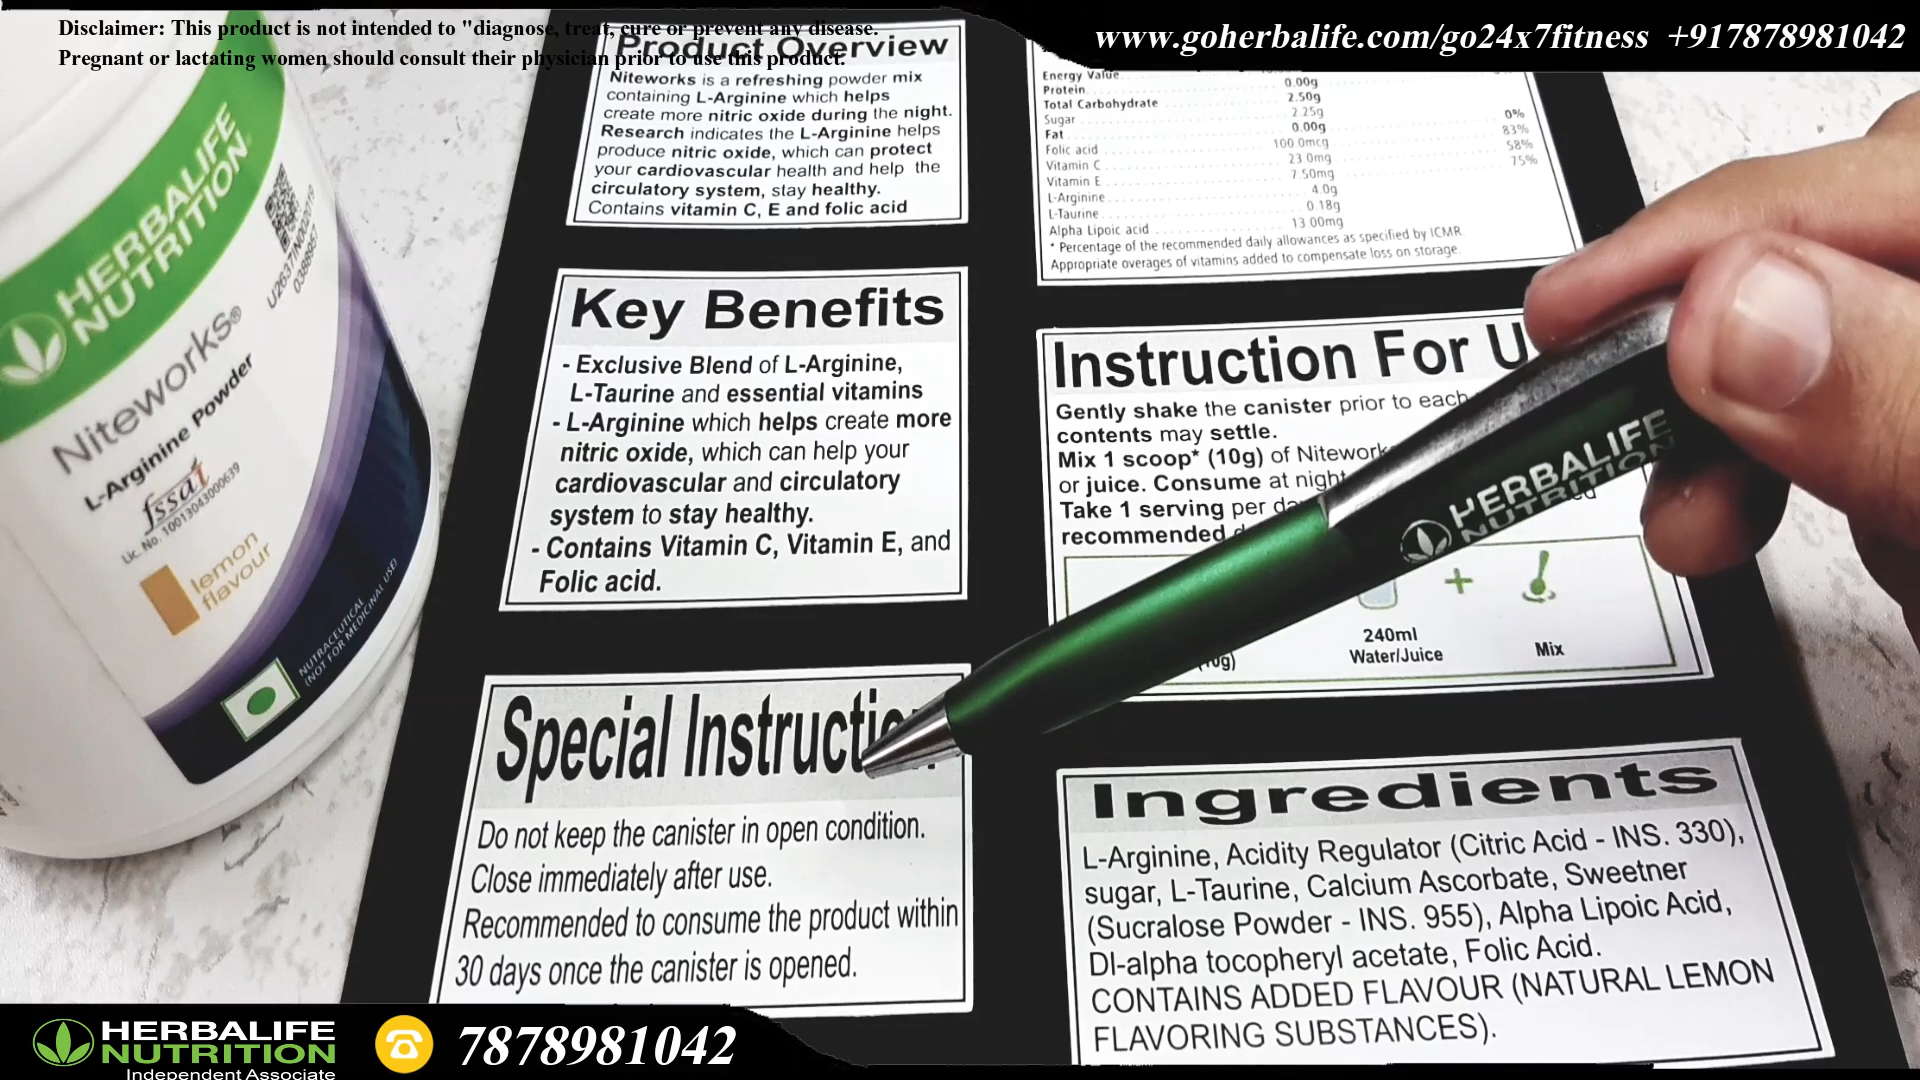 Disclaimer: This product is not intended to "diagnose, treat, cure or prevent any disease.
Pregnant or lactating women should consult their physician prior to use this product.
www.goherbalife.com/go24x7fitness +917878981042
HERBALIFE
NUTRITION
Niteworks®
L-Arginine Powder
fssai
Lic. No. 10013043000639
lemon
flavour
NUTRACEUTICAL
(NOT FOR MEDICINAL USE)
Product Overview
Niteworks is a refreshing powder mix
containing L-Arginine which helps
create more nitric oxide during the night.
Research indicates the L-Arginine helps
produce nitric oxide, which can protect
your cardiovascular health and help the
circulatory system, stay healthy.
Contains vitamin C, E and folic acid
Key Benefits
- Exclusive Blend of L-Arginine,
L-Taurine and essential vitamins
- L-Arginine which helps create more
nitric oxide, which can help your
cardiovascular and circulatory
system to stay healthy.
- Contains Vitamin C, Vitamin E, and
Folic acid.
Special Instructio
Do not keep the canister in open condition.
Close immediately after use.
Recommended to consume the product within
30 days once the canister is opened.
Energy Value
Protein 0.00g
Total Carbohydrate 2.50g
Sugar 2.25g
Fat 0.00g 0%
Folic acid 100.0mcg 83%
Vitamin C 23.0mg 58%
Vitamin E 7.50mg 75%
L-Arginine 4.0g
L-Taurine 0.18g
Alpha Lipoic acid 13.00mg
* Percentage of the recommended daily allowances as specified by ICMR.
Appropriate overages of vitamins added to compensate loss on storage.
Instruction For U
Gently shake the canister prior to each
contents may settle.
Mix 1 scoop* (10g) of Nitework
or juice. Consume at night
Take 1 serving per da
recommended
+
240ml
Water/Juice
Mix
HERBALIFE
NUTRITION
Ingredients
L-Arginine, Acidity Regulator (Citric Acid - INS. 330),
sugar, L-Taurine, Calcium Ascorbate, Sweetner
(Sucralose Powder - INS. 955), Alpha Lipoic Acid,
Dl-alpha tocopheryl acetate, Folic Acid.
CONTAINS ADDED FLAVOUR (NATURAL LEMON
FLAVORING SUBSTANCES).
HERBALIFE
NUTRITION
Independent Associate
7878981042